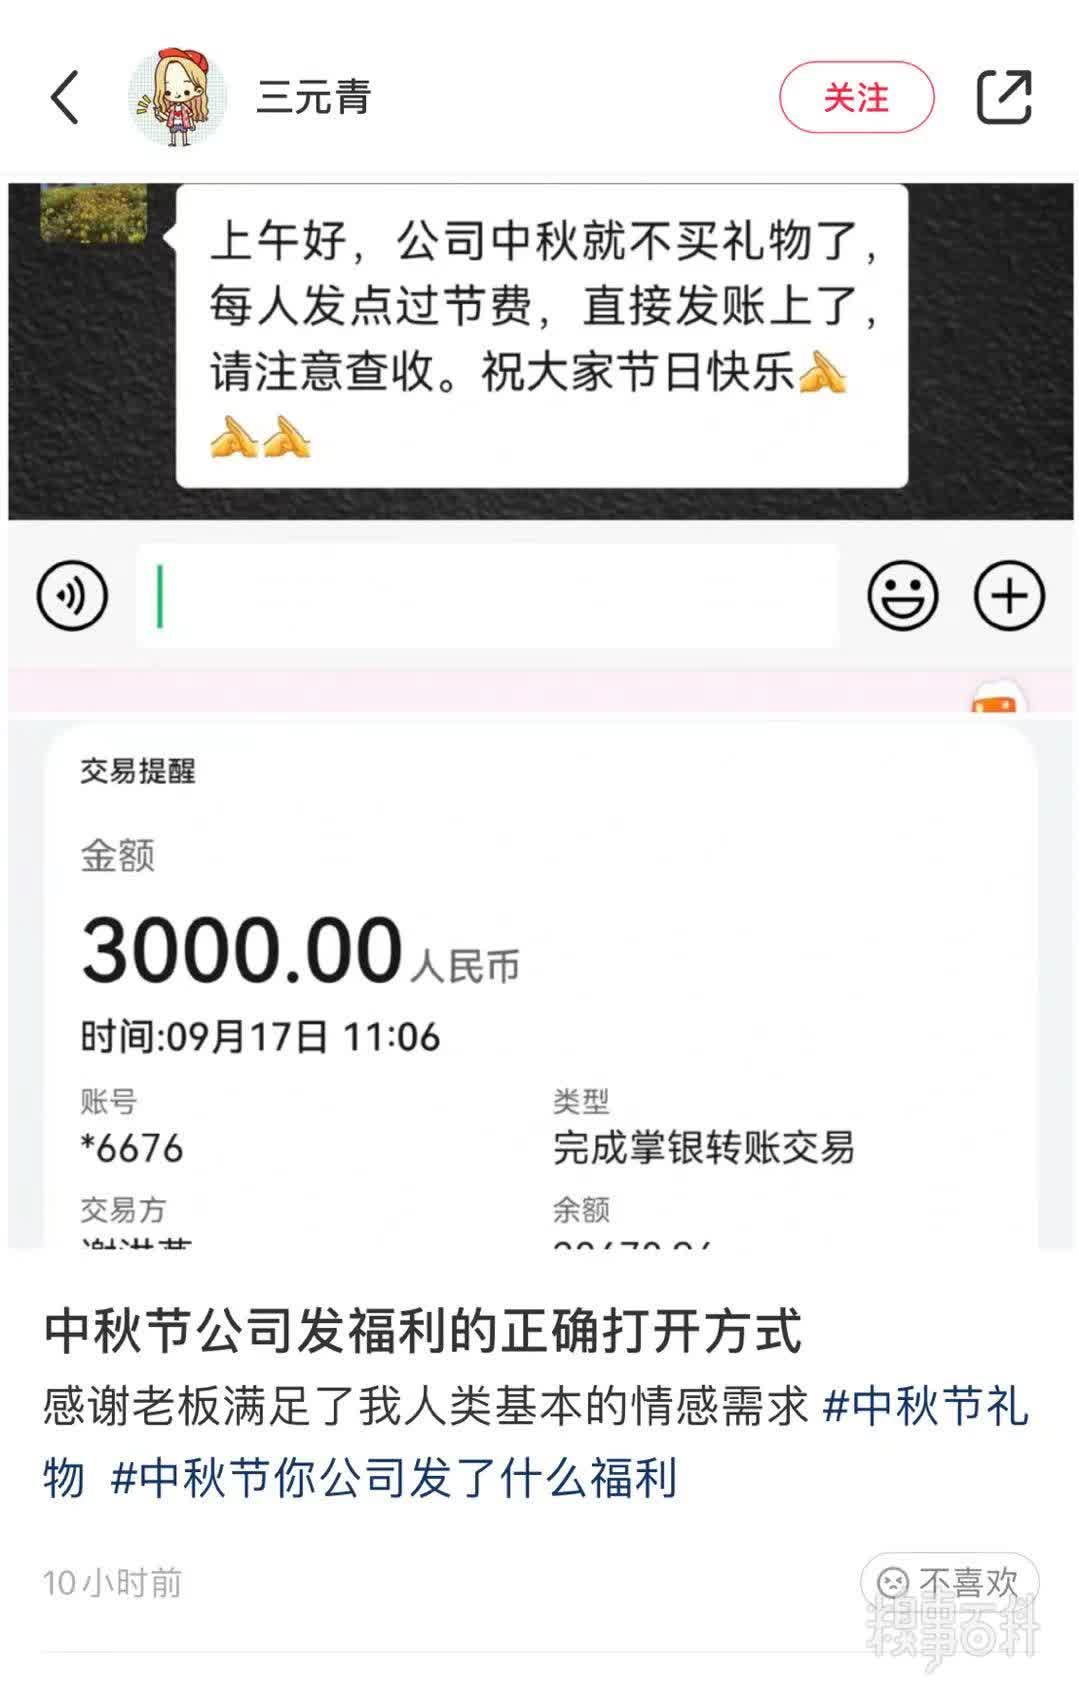 三元青
关注
上午好，公司中秋就不买礼物了，
每人发点过节费，直接发账上了，
请注意查收。祝大家节日快乐
交易提醒
金额
3000.00人民币
时间:09月17日 11:06
账号
类型
*6676
完成掌银转账交易
交易方
余额
中秋节公司发福利的正确打开方式
感谢老板满足了我人类基本的情感需求 #中秋节礼
物 #中秋节你公司发了什么福利
10小时前
不喜欢
糗事百科